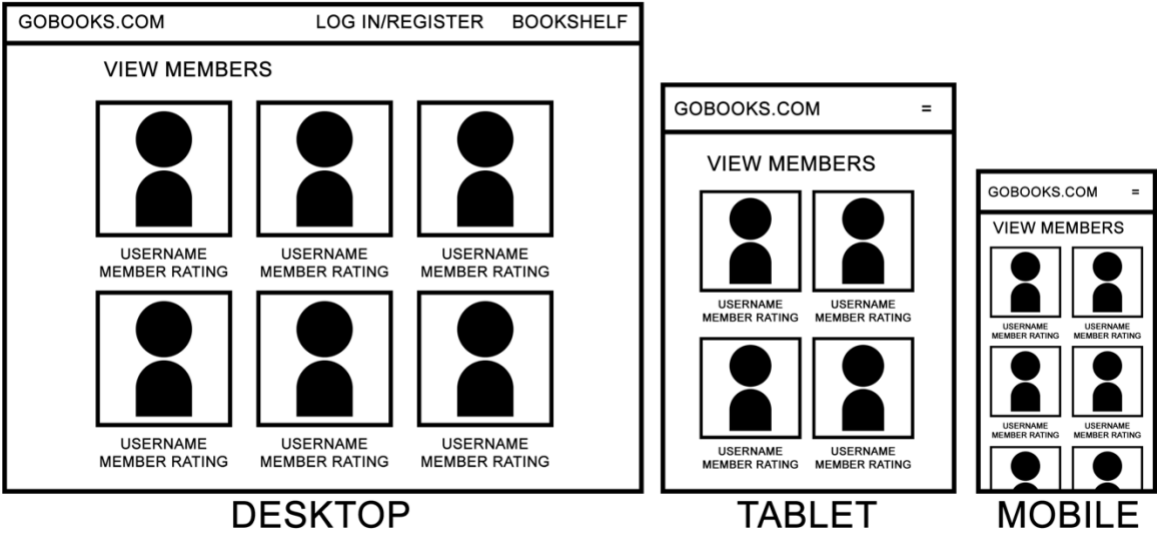 GOBOOKS.COM LOG IN/REGISTER BOOKSHELF
VIEW MEMBERS
USERNAME USERNAME USERNAME
MEMBER RATING MEMBER RATING MEMBER RATING
USERNAME USERNAME USERNAME
MEMBER RATING MEMBER RATING MEMBER RATING
DESKTOP
GOBOOKS.COM =
VIEW MEMBERS
USERNAME USERNAME
MEMBER RATING MEMBER RATING
USERNAME USERNAME
MEMBER RATING MEMBER RATING
TABLET
GOBOOKS.COM =
VIEW MEMBERS
USERNAME USERNAME
MEMBER RATING MEMBER RATING
USERNAME USERNAME
MEMBER RATING MEMBER RATING
MOBILE